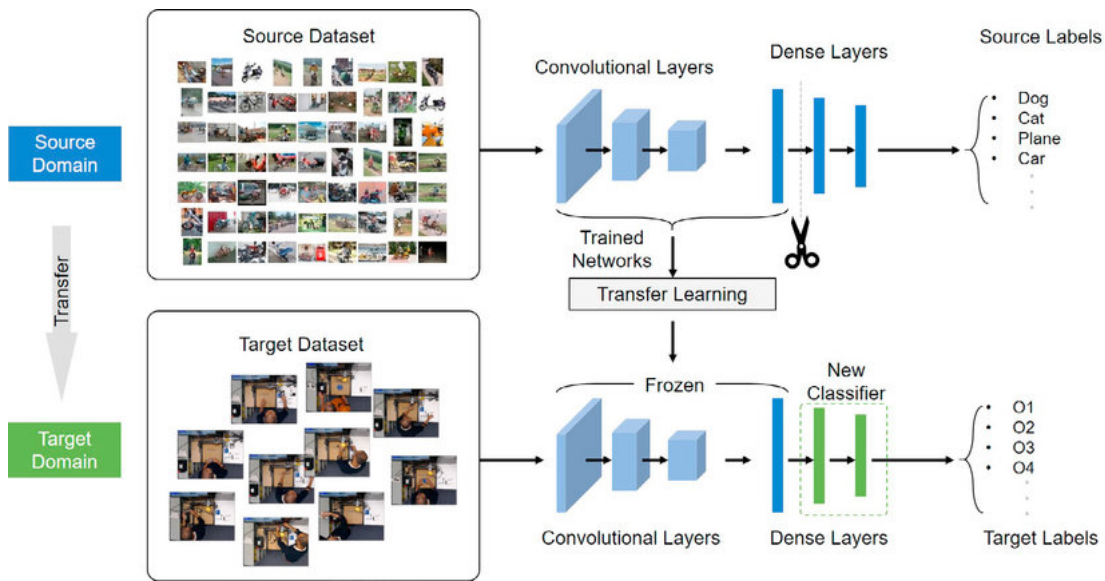 Source Dataset
Convolutional Layers
Dense Layers
Source Labels
• Dog
• Cat
• Plane
• Car
Source
Domain
Trained
Networks
Transfer Learning
Transfer
Target Dataset
Frozen
New
Classifier
Target
Domain
• O1
• O2
• O3
• O4
Convolutional Layers
Dense Layers
Target Labels